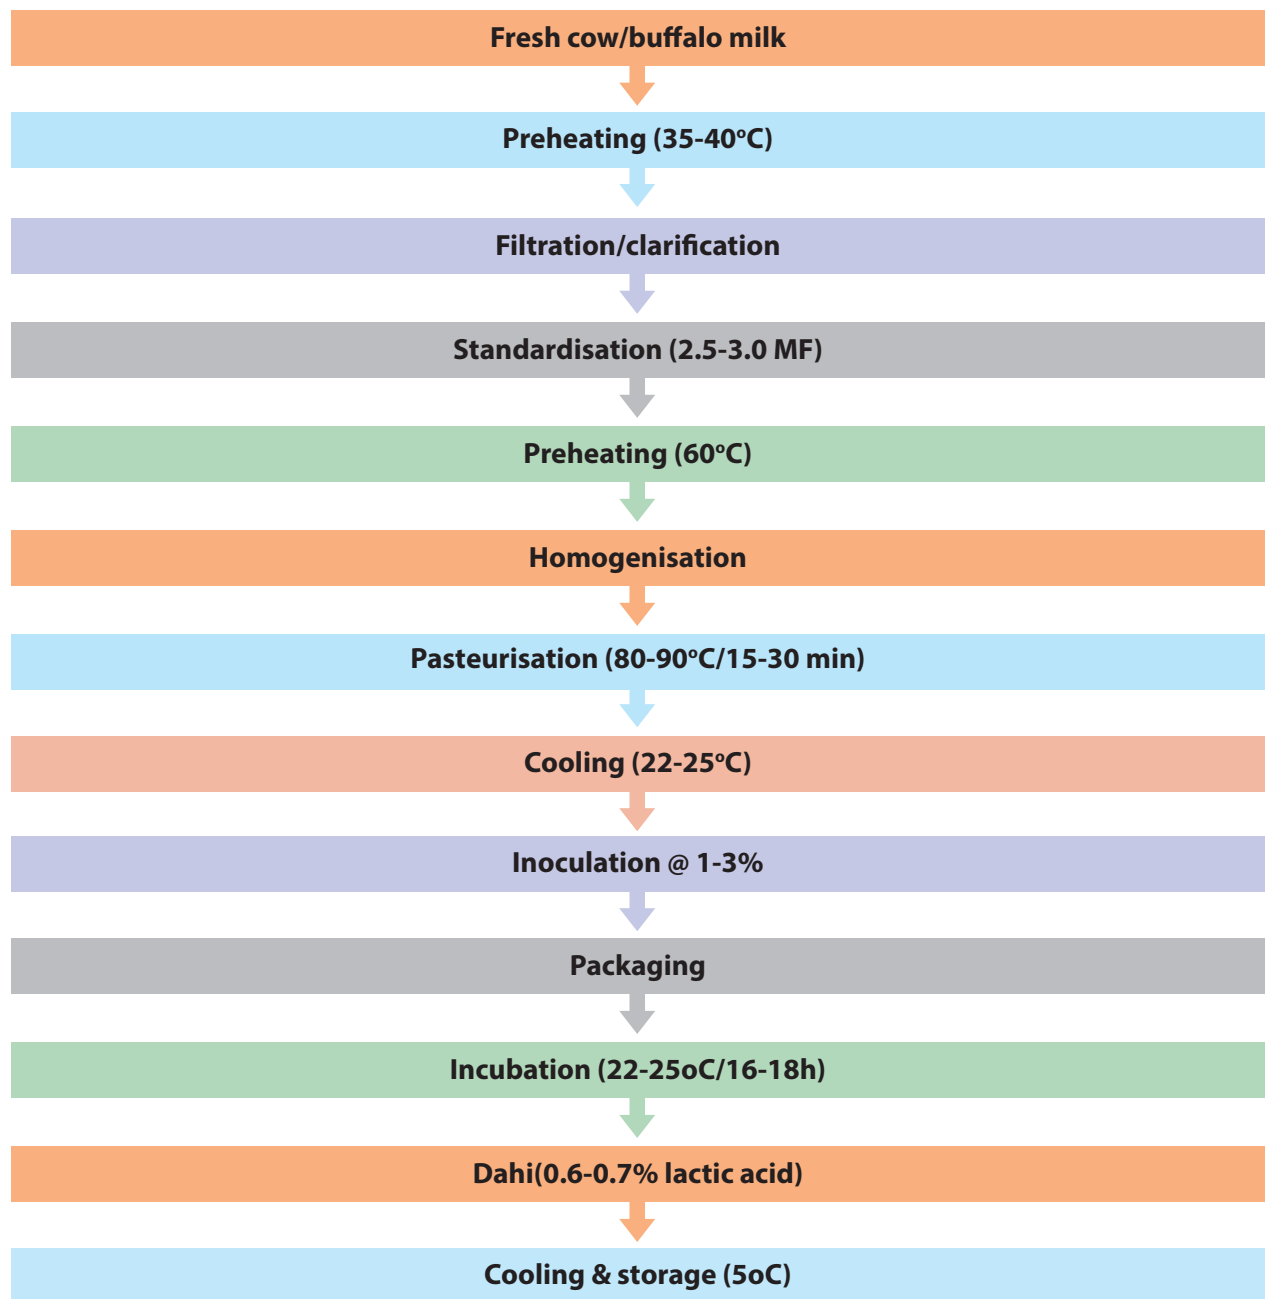 Fresh cow/buffalo milk
Preheating (35-40ºC)
Filtration/clarification
Standardisation (2.5-3.0 MF)
Preheating (60ºC)
Homogenisation
Pasteurisation (80-90ºC/15-30 min)
Cooling (22-25ºC)
Inoculation @ 1-3%
Packaging
Incubation (22-25oC/16-18h)
Dahi(0.6-0.7% lactic acid)
Cooling & storage (5oC)